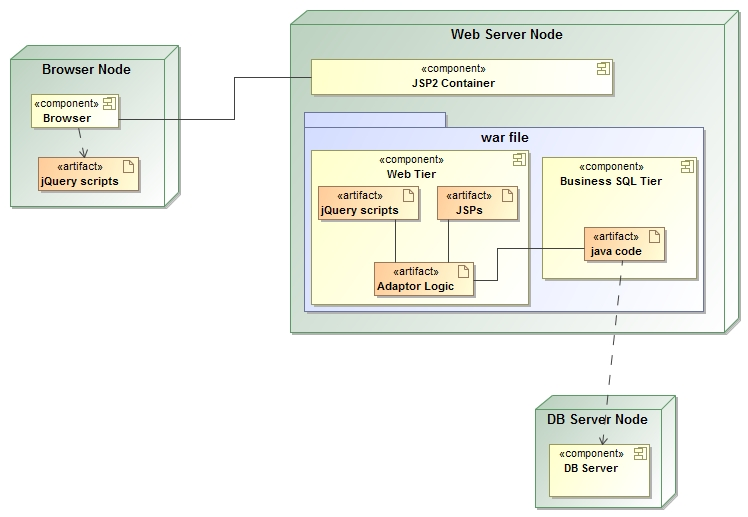 Web Server Node
Browser Node
«component»
Browser
«artifact»
jQuery scripts
«component»
JSP2 Container
war file
«component»
Web Tier
«artifact»
jQuery scripts
«artifact»
JSPs
«artifact»
Adaptor Logic
«component»
Business SQL Tier
«artifact»
java code
DB Server Node
«component»
DB Server